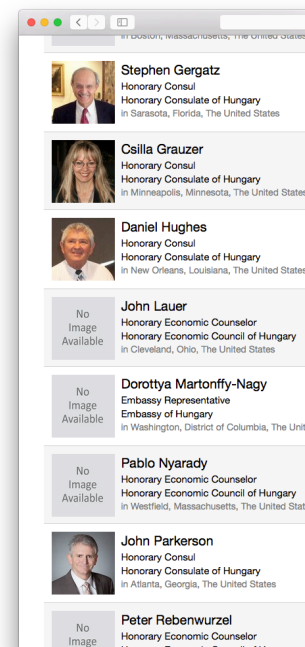 in Boston, Massachusetts, The United States
Stephen Gergatz
Honorary Consul
Honorary Consulate of Hungary
in Sarasota, Florida, The United States
Csilla Grauzer
Honorary Consul
Honorary Consulate of Hungary
in Minneapolis, Minnesota, The United States
Daniel Hughes
Honorary Consul
Honorary Consulate of Hungary
in New Orleans, Louisiana, The United States
No
Image
Available
John Lauer
Honorary Economic Counselor
Honorary Economic Council of Hungary
in Cleveland, Ohio, The United States
No
Image
Available
Dorottya Martonffy-Nagy
Embassy Representative
Embassy of Hungary
in Washington, District of Columbia, The Unit
No
Image
Available
Pablo Nyarady
Honorary Economic Counselor
Honorary Economic Council of Hungary
in Westfield, Massachusetts, The United Stat
John Parkerson
Honorary Consul
Honorary Consulate of Hungary
in Atlanta, Georgia, The United States
No
Image
Peter Rebenwurzel
Honorary Economic Counselor